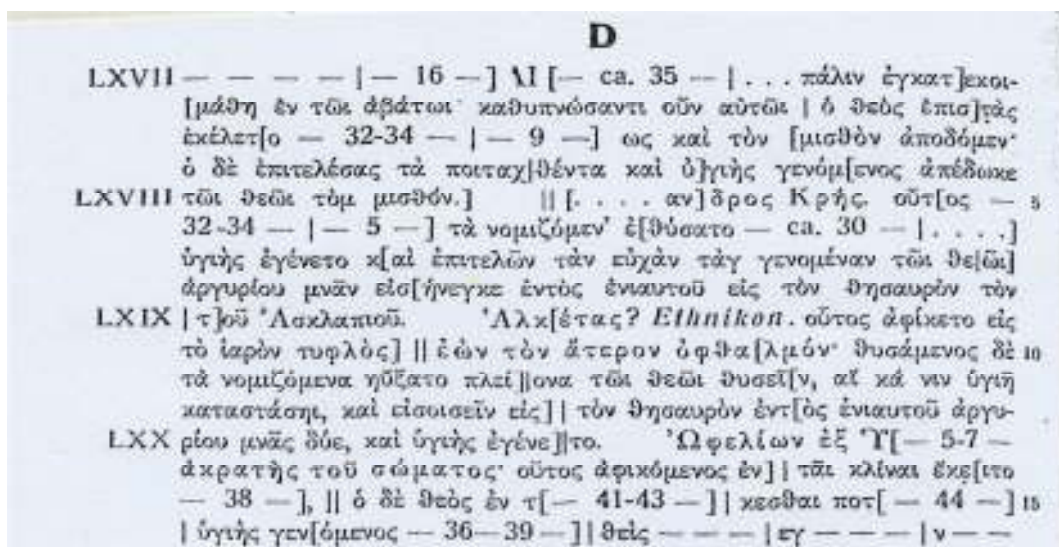 D
LXVII — — — — | — 16 —] \I [— ca. 35 — | . . . πάλιν ἐγκατ]εκοι-
[μάθη ἐν τῶι ἀβάτωι· καθυπνώσαντι οὖν αὐτῶι | ὁ θεὸς ἐπισ]τὰς
ἐκέλετ[ο — 32-34 — | — 9 —] ως καὶ τὸν [μισθὸν ἀποδόμεν·
ὁ δὲ ἐπιτελέσας τὰ ποιταχ|θέντα καὶ ὑ]γιὴς γενόμ[ενος ἀπέδωκε
LXVIII τῶι θεῶι τὸμ μισθόν.] || [. . . . αν]δρος Κρής. οὗτ[ος — 5
32-34 — | — 5 —] τὰ νομιζόμεν' ἐ[θύσατο — ca. 30 — | . . . .]
ὑγιὴς ἐγένετο κ[αὶ ἐπιτελῶν τὰν εὐχὰν τὰγ γενομέναν τῶι θε[ῶι]
ἀργυρίου μνᾶν εἰσ[ήνεγκε ἐντὸς ἐνιαυτοῦ εἰς τὸν θησαυρὸν τὸν
LXIX | τ]οῦ Ἀσκλαπιοῦ. Ἀλκ[έτας? Ethnikon. οὗτος ἀφίκετο εἰς
τὸ ἱαρὸν τυφλὸς] || ἐὼν τὸν ἅτερον ὀφθα[λμόν· θυσάμενος δὲ 10
τὰ νομιζόμενα ηὔξατο πλεί]|ονα τῶι θεῶι θυσεῖ[ν, αἴ κά νιν ὑγιῆ
καταστάσηι, καὶ εἰσοισεῖν εἰς] | τὸν θησαυρὸν ἐντ[ὸς ἐνιαυτοῦ ἀργυ-
LXX ρίου μνᾶς δύε, καὶ ὑγιὴς ἐγένε]|το. Ὠφελίων ἐξ Ὑ[— 5-7 —
ἀκρατὴς τοῦ σώματος· οὗτος ἀφικόμενος ἐν] | τᾶι κλίναι ἔκε[ιτο
— 38 —], || ὁ δὲ θεὸς ἐν τ[— 41-43 —] | κεσθαι ποτ[ — 44 —] 15
| ὑγιὴς γεν[όμενος — 36—39 —] | θεὶς — — — | εγ — — — | ν — —